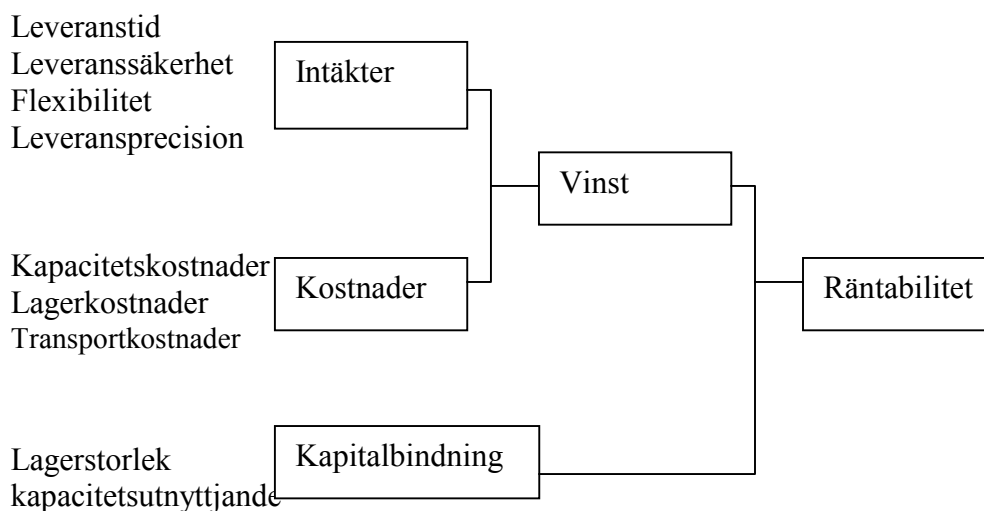 Leveranstid
Leveranssäkerhet
Flexibilitet
Leveransprecision
Intäkter
Vinst
Kapacitetskostnader
Lagerkostnader
Transportkostnader
Kostnader
Räntabilitet
Lagerstorlek
kapacitetsutnyttjande
Kapitalbindning